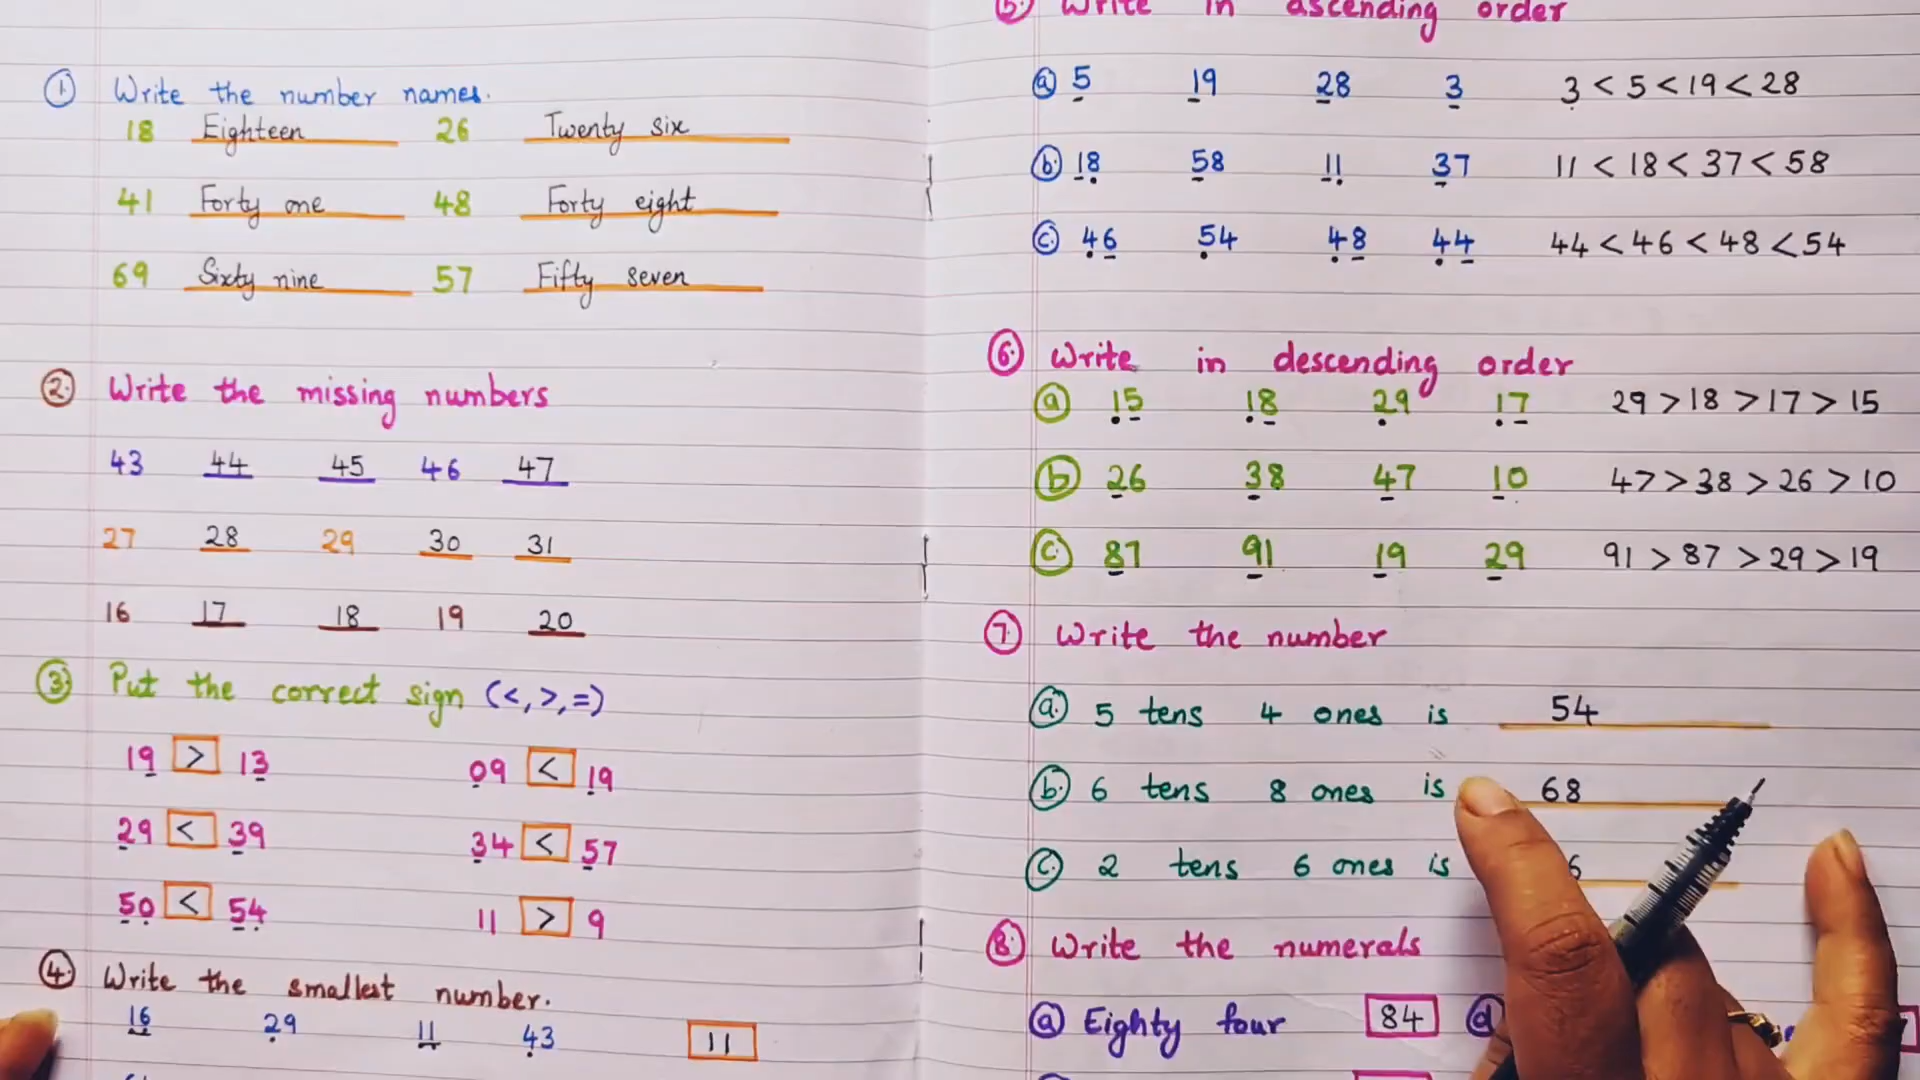 1. Write the number names.
18 Eighteen 26 Twenty six
41 Forty one 48 Forty eight
69 Sixty nine 57 Fifty seven
2. Write the missing numbers
43 44 45 46 47
27 28 29 30 31
16 17 18 19 20
3. Put the correct sign (<, >, =)
19 > 13 09 < 19
29 < 39 34 < 57
50 < 54 11 > 9
4. Write the smallest number.
16 29 11 43 11
5. Write in ascending order
a 5 19 28 3 3 < 5 < 19 < 28
b. 18 58 11 37 11 < 18 < 37 < 58
c. 46 54 48 44 44 < 46 < 48 < 54
6. Write in descending order
a 15 18 29 17 29 > 18 > 17 > 15
b 26 38 47 10 47 > 38 > 26 > 10
c. 87 91 19 29 91 > 87 > 29 > 19
7. Write the number
a. 5 tens 4 ones is 54
b. 6 tens 8 ones is 68
c. 2 tens 6 ones is 6
8. Write the numerals
a Eighty four 84 d